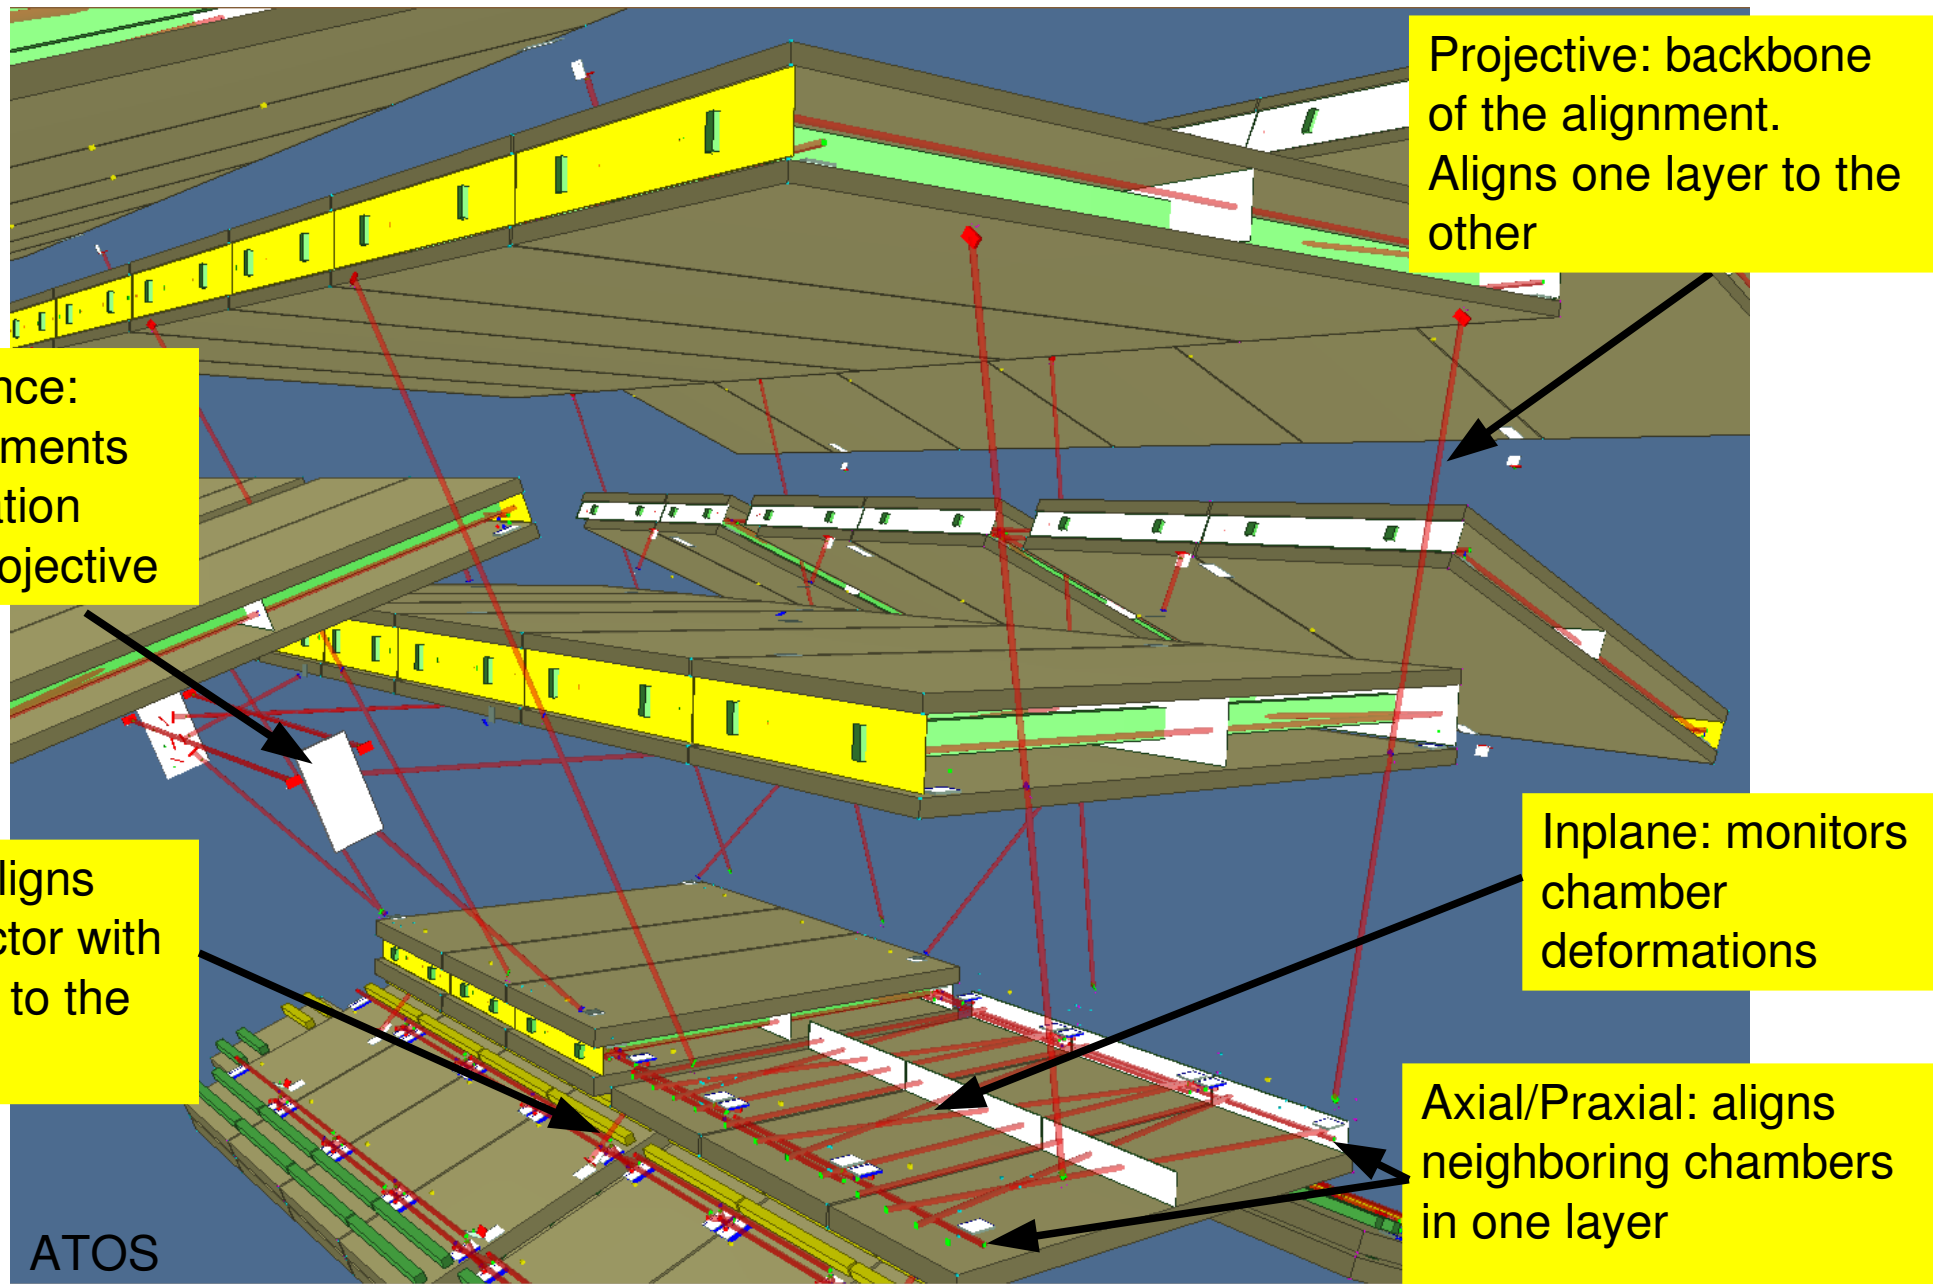 Projective: backbone
of the alignment.
Aligns one layer to the
other
nce:
ments
ation
ojective
ligns
ctor with
to the
Inplane: monitors
chamber
deformations
Axial/Praxial: aligns
neighboring chambers
in one layer
ATOS